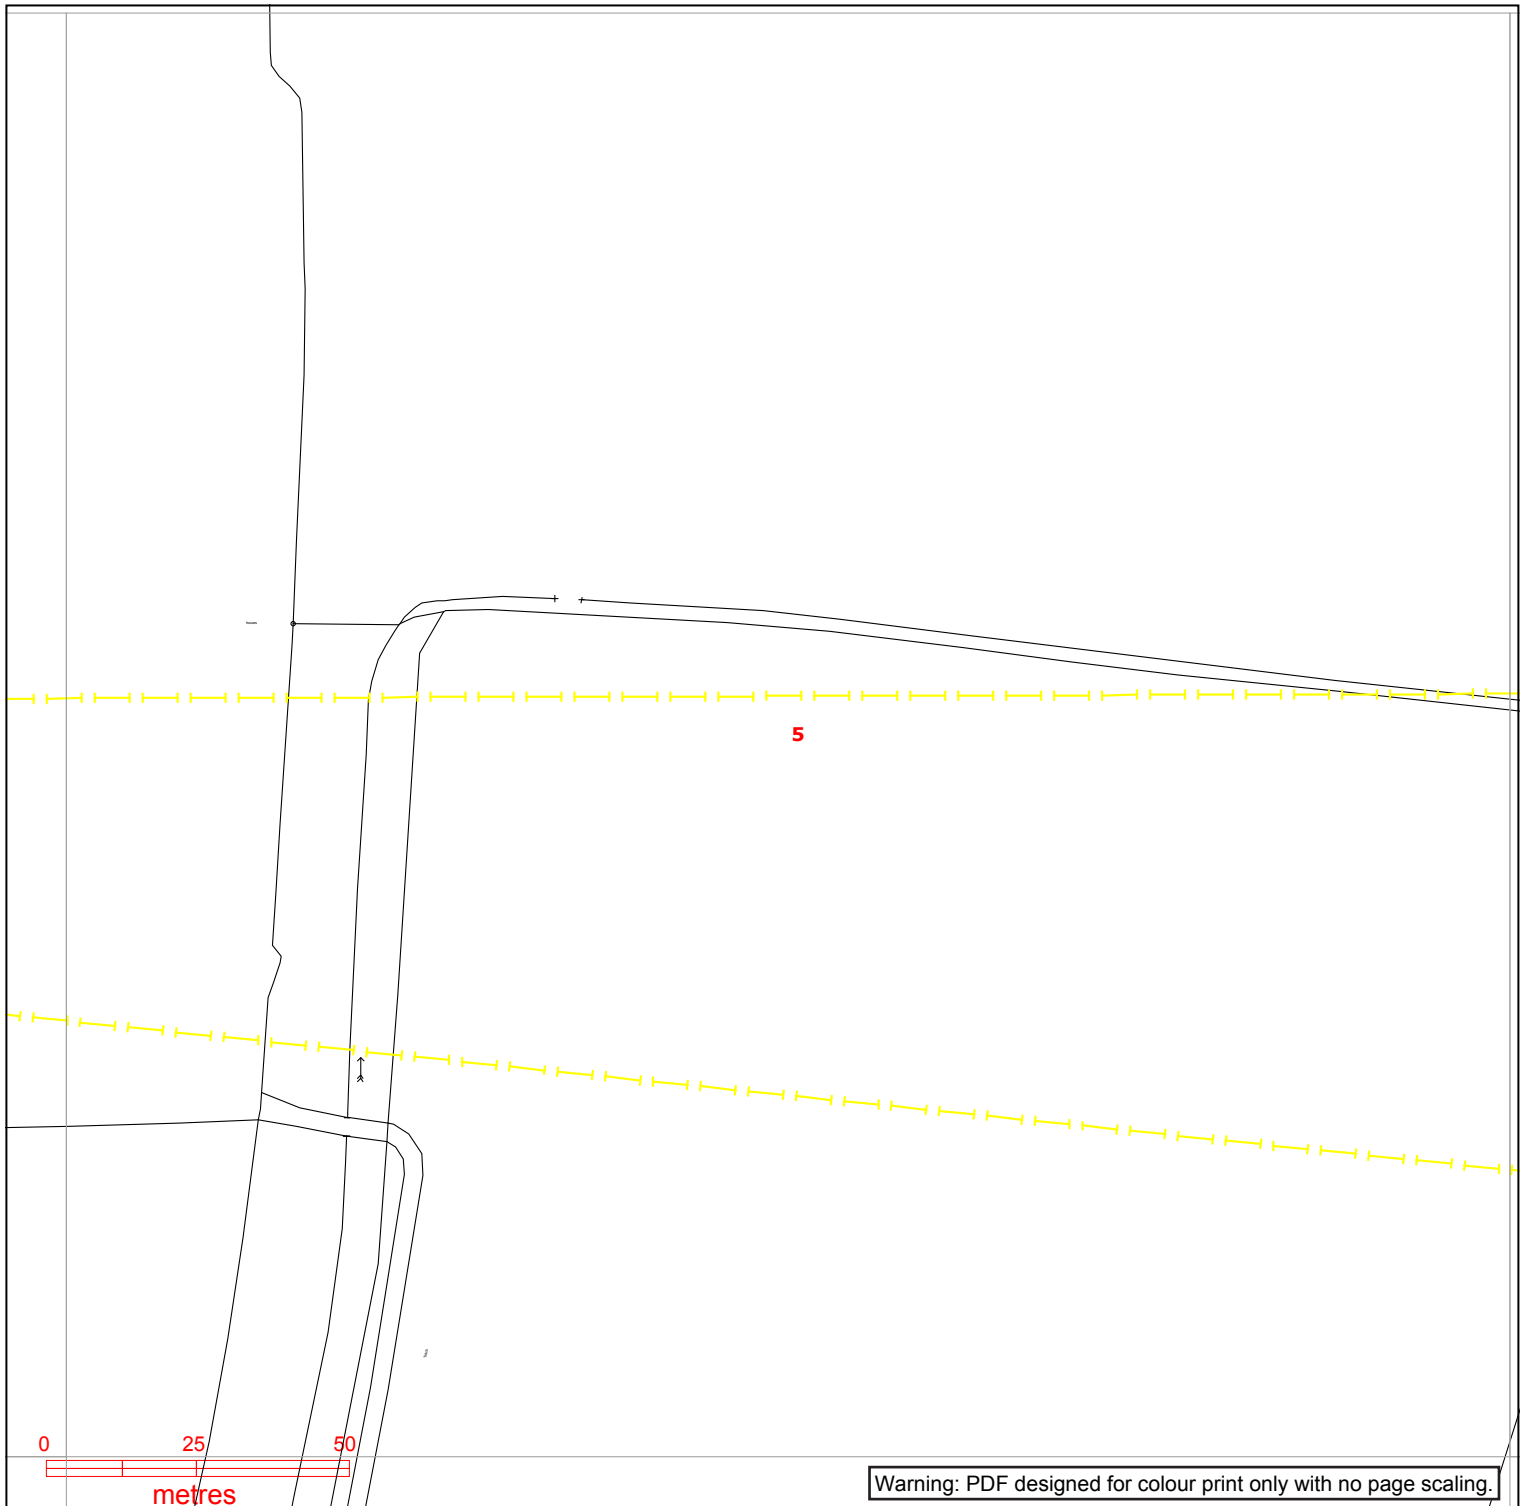 5
0 25 50
metres
Warning: PDF designed for colour print only with no page scaling.